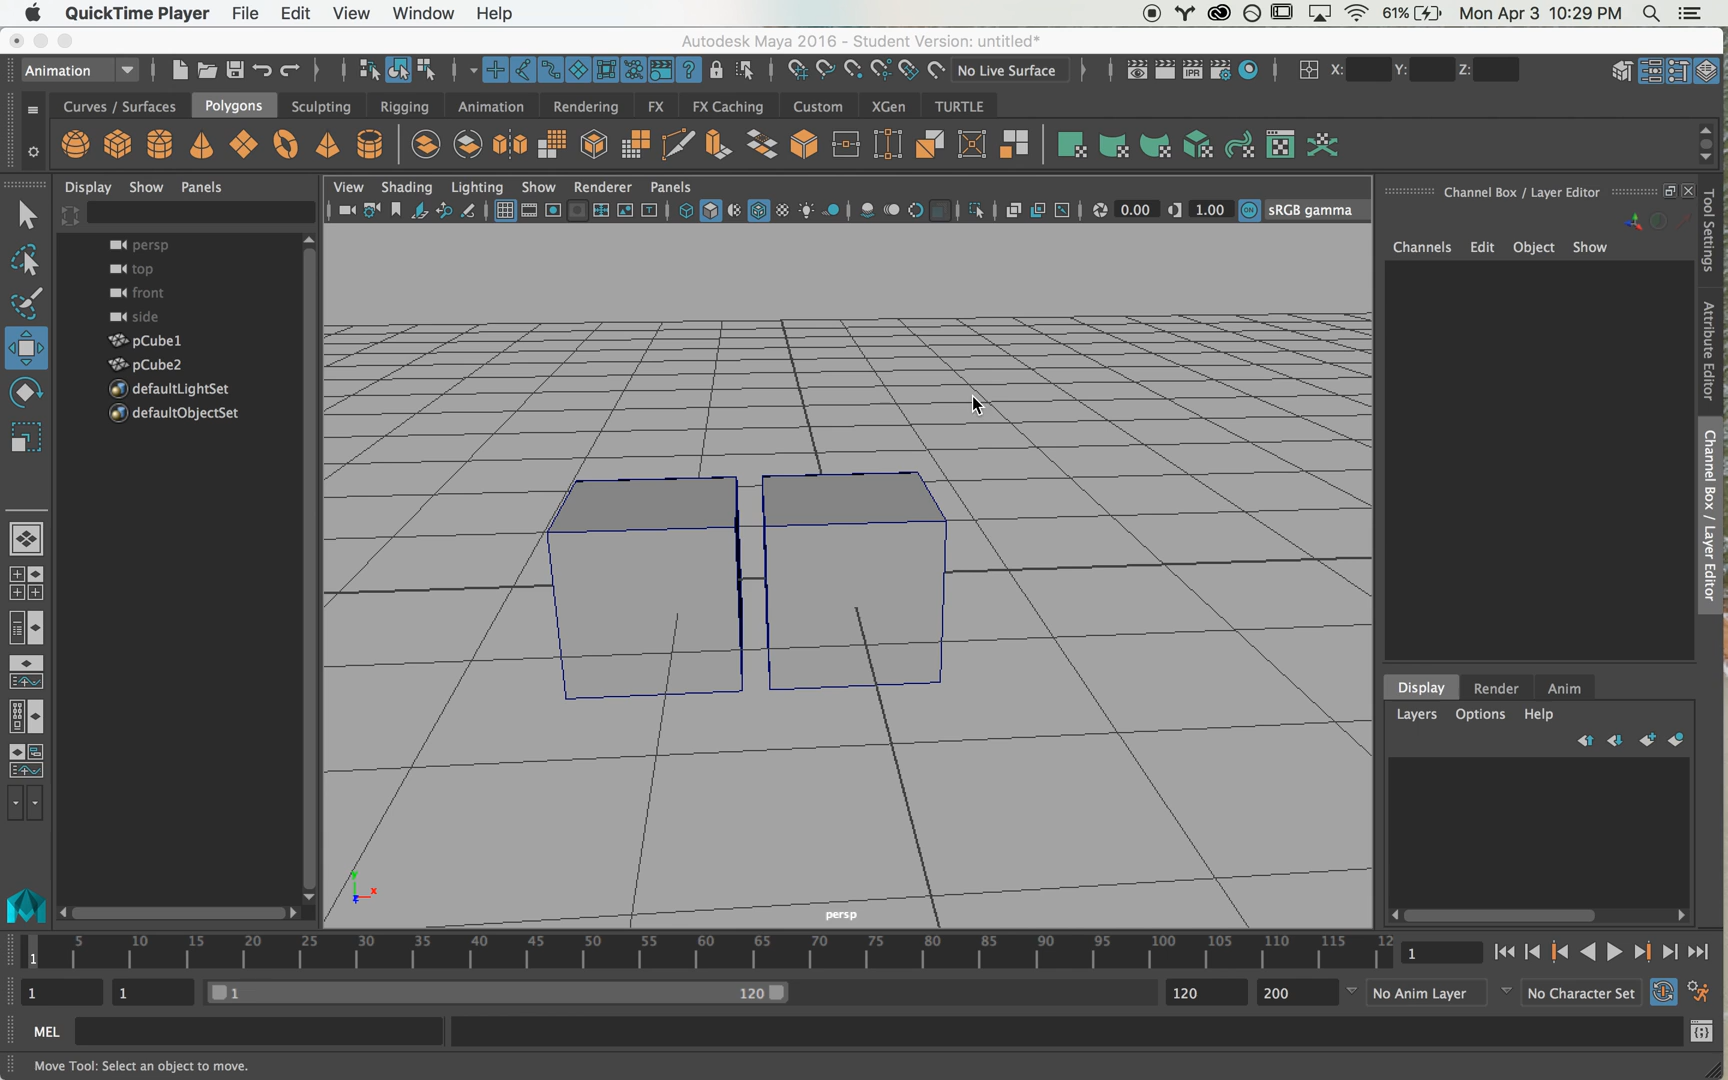 QuickTime Player File Edit View Window Help 61% Mon Apr 3 10:29 PM
Autodesk Maya 2016 - Student Version: untitled*
Animation No Live Surface X: Y: Z:
Curves / Surfaces Polygons Sculpting Rigging Animation Rendering FX FX Caching Custom XGen TURTLE
IPR
Display Show Panels
View Shading Lighting Show Renderer Panels
0.00 1.00 ON sRGB gamma
Channel Box / Layer Editor
Channels Edit Object Show
persp
top
front
side
pCube1
pCube2
defaultLightSet
defaultObjectSet
Tool Settings
Attribute Editor
Channel Box / Layer Editor
Display Render Anim
Layers Options Help
y
x
z
persp
1 5 10 15 20 25 30 35 40 45 50 55 60 65 70 75 80 85 90 95 100 105 110 115 12 1
1 1 1 120 120 200 No Anim Layer No Character Set
MEL
Move Tool: Select an object to move.